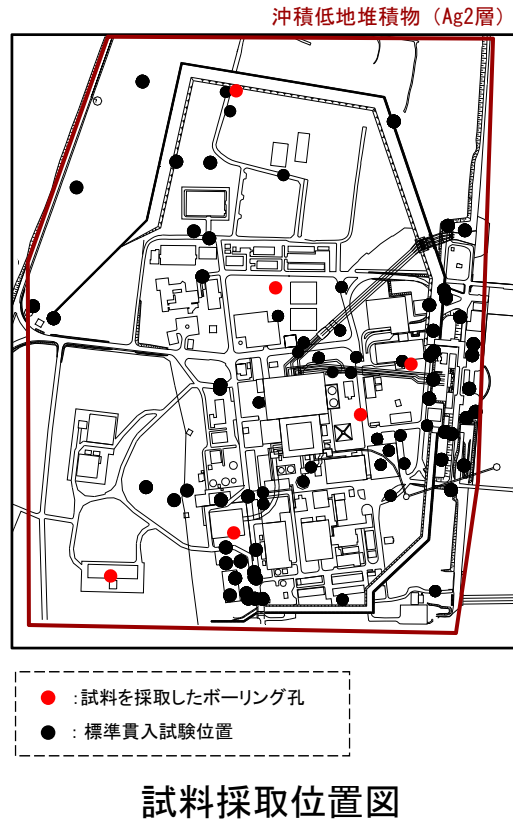 沖積低地堆積物（Ag2層）
：試料を採取したボーリング孔
：標準貫入試験位置
試料採取位置図